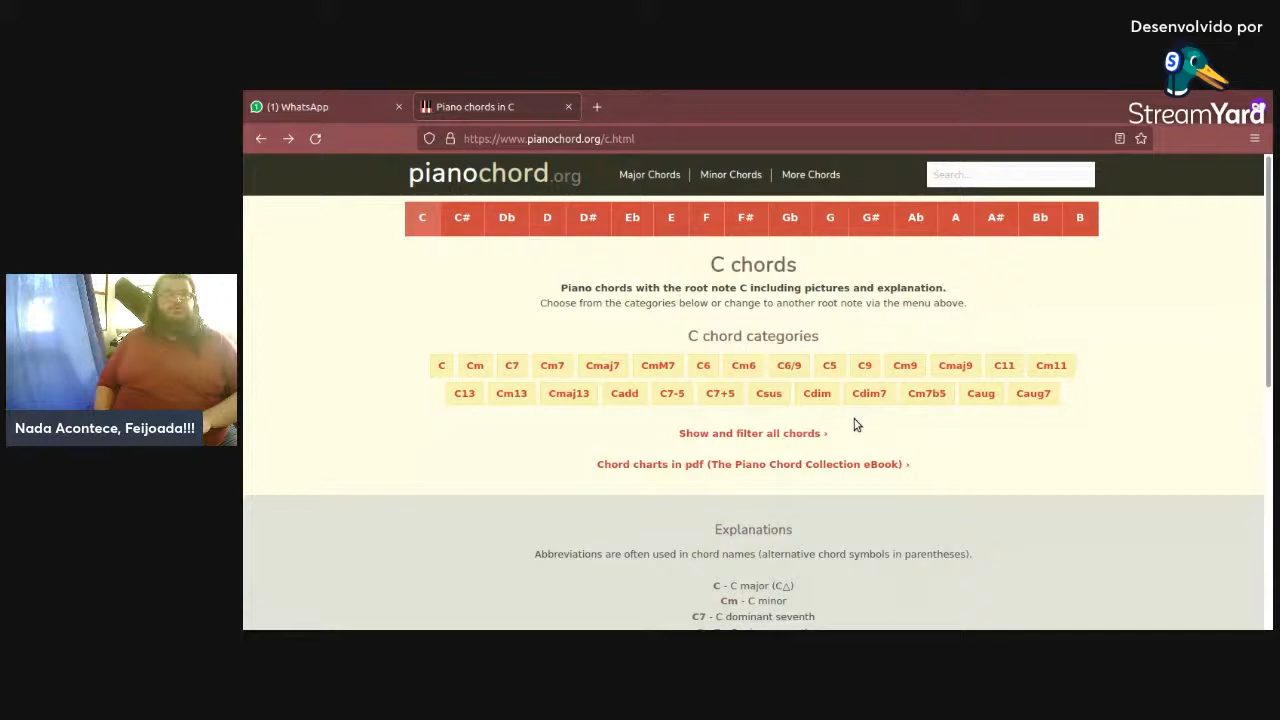 Desenvolvido por
StreamYard
(1) WhatsApp
Piano chords in C
https://www.pianochord.org/c.html
pianochord.org
Major Chords
Minor Chords
More Chords
Search...
C C# Db D D# Eb E F F# Gb G G# Ab A A# Bb B
C chords
Piano chords with the root note C including pictures and explanation.
Choose from the categories below or change to another root note via the menu above.
C chord categories
C Cm C7 Cm7 Cmaj7 CmM7 C6 Cm6 C6/9 C5 C9 Cm9 Cmaj9 C11 Cm11
C13 Cm13 Cmaj13 Cadd C7-5 C7+5 Csus Cdim Cdim7 Cm7b5 Caug Caug7
Show and filter all chords ›
Chord charts in pdf (The Piano Chord Collection eBook) ›
Nada Acontece, Feijoada!!!
Explanations
Abbreviations are often used in chord names (alternative chord symbols in parentheses).
C - C major (C△)
Cm - C minor
C7 - C dominant seventh